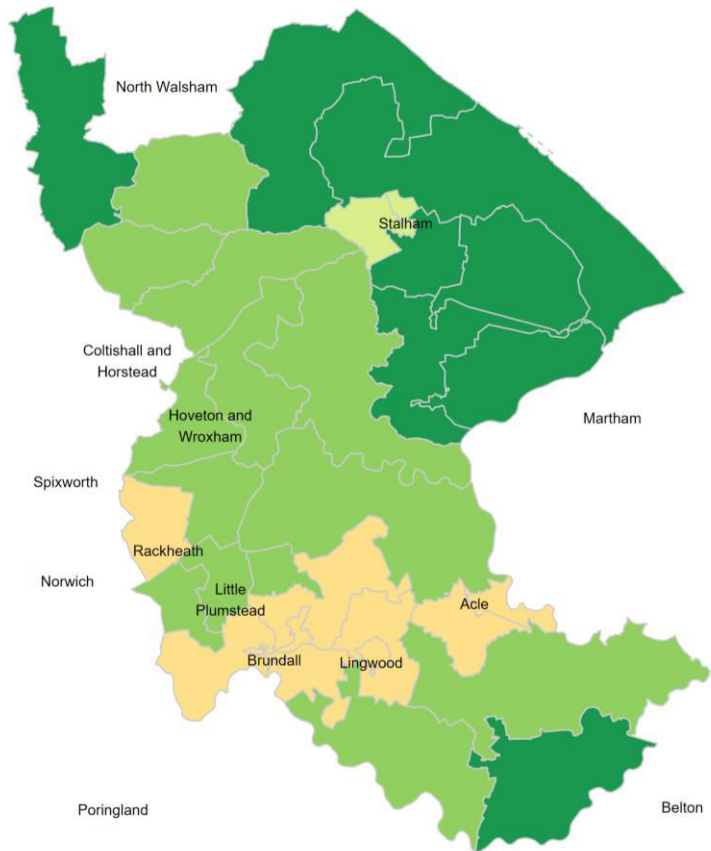 North Walsham
Stalham
Coltishall and
Horstead
Hoveton and
Wroxham
Martham
Spixworth
Rackheath
Norwich
Little
Plumstead
Acle
Brundall
Lingwood
Poringland
Belton